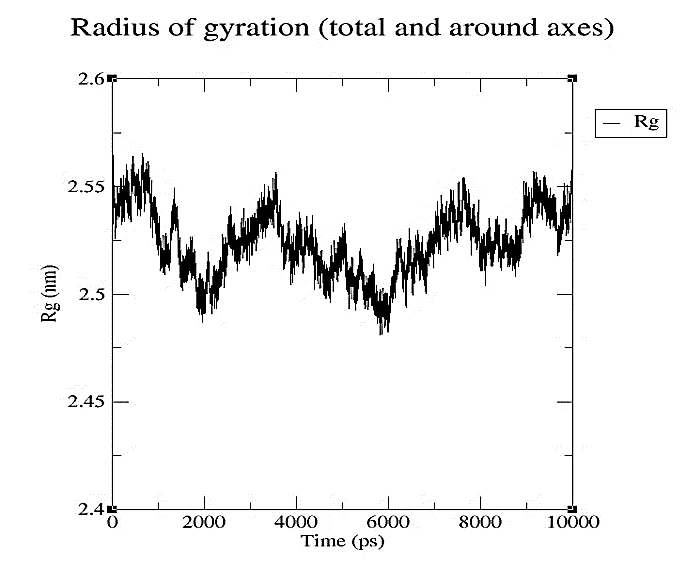 Radius of gyration (total and around axes)
2.6
Rg
2.55
2.5
Rg (nm)
2.45
2.4
0 2000 4000 6000 8000 10000
Time (ps)